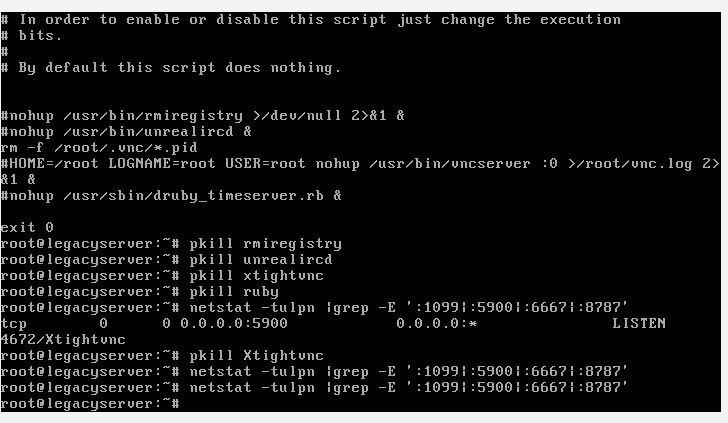 # In order to enable or disable this script just change the execution
# bits.
#
# By default this script does nothing.
#nohup /usr/bin/rmiregistry >/dev/null 2>&1 &
#nohup /usr/bin/unrealircd &
rm -f /root/.vnc/*.pid
#HOME=/root LOGNAME=root USER=root nohup /usr/bin/vncserver :0 >/root/vnc.log 2>
&1 &
#nohup /usr/sbin/druby_timeserver.rb &
exit 0
root@legacyserver:~# pkill rmiregistry
root@legacyserver:~# pkill unrealircd
root@legacyserver:~# pkill xtightvnc
root@legacyserver:~# pkill ruby
root@legacyserver:~# netstat -tulpn |grep -E ':1099|:5900|:6667|:8787'
tcp 0 0 0.0.0.0:5900 0.0.0.0:* LISTEN
4672/Xtightvnc
root@legacyserver:~# pkill Xtightvnc
root@legacyserver:~# netstat -tulpn |grep -E ':1099|:5900|:6667|:8787'
root@legacyserver:~# netstat -tulpn |grep -E ':1099|:5900|:6667|:8787'
root@legacyserver:~#